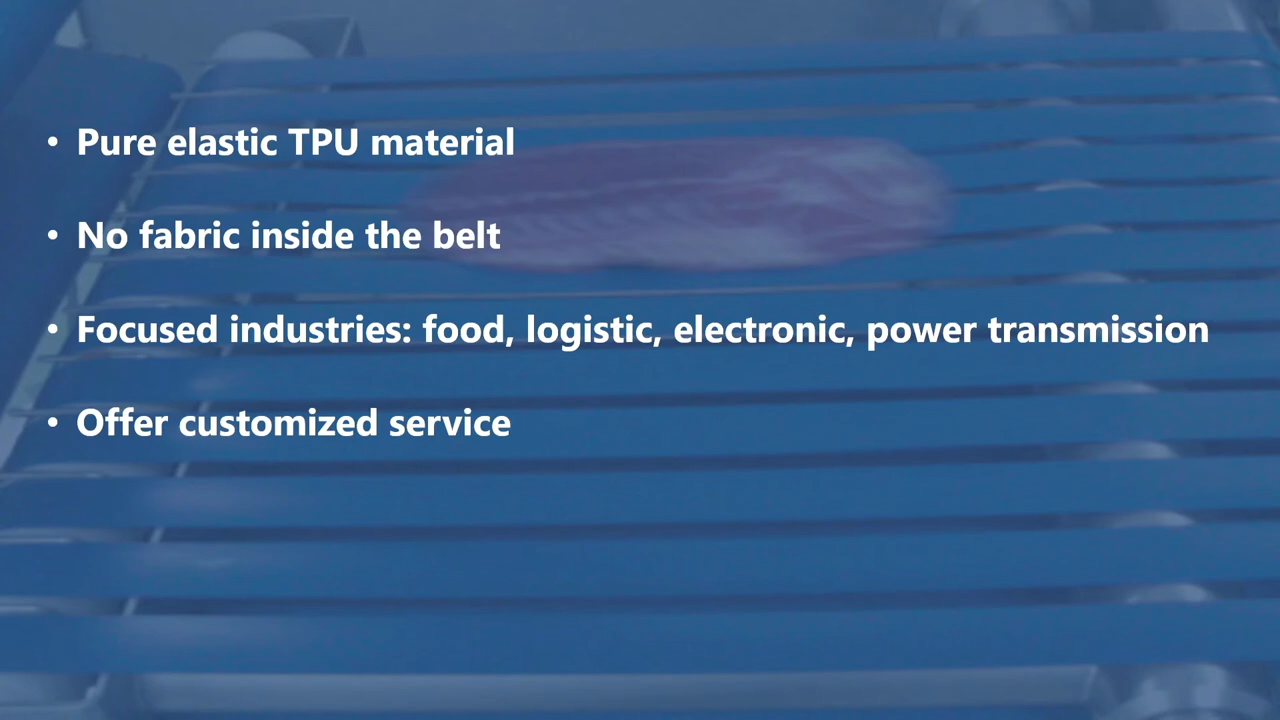 • Pure elastic TPU material
• No fabric inside the belt
• Focused industries: food, logistic, electronic, power transmission
• Offer customized service